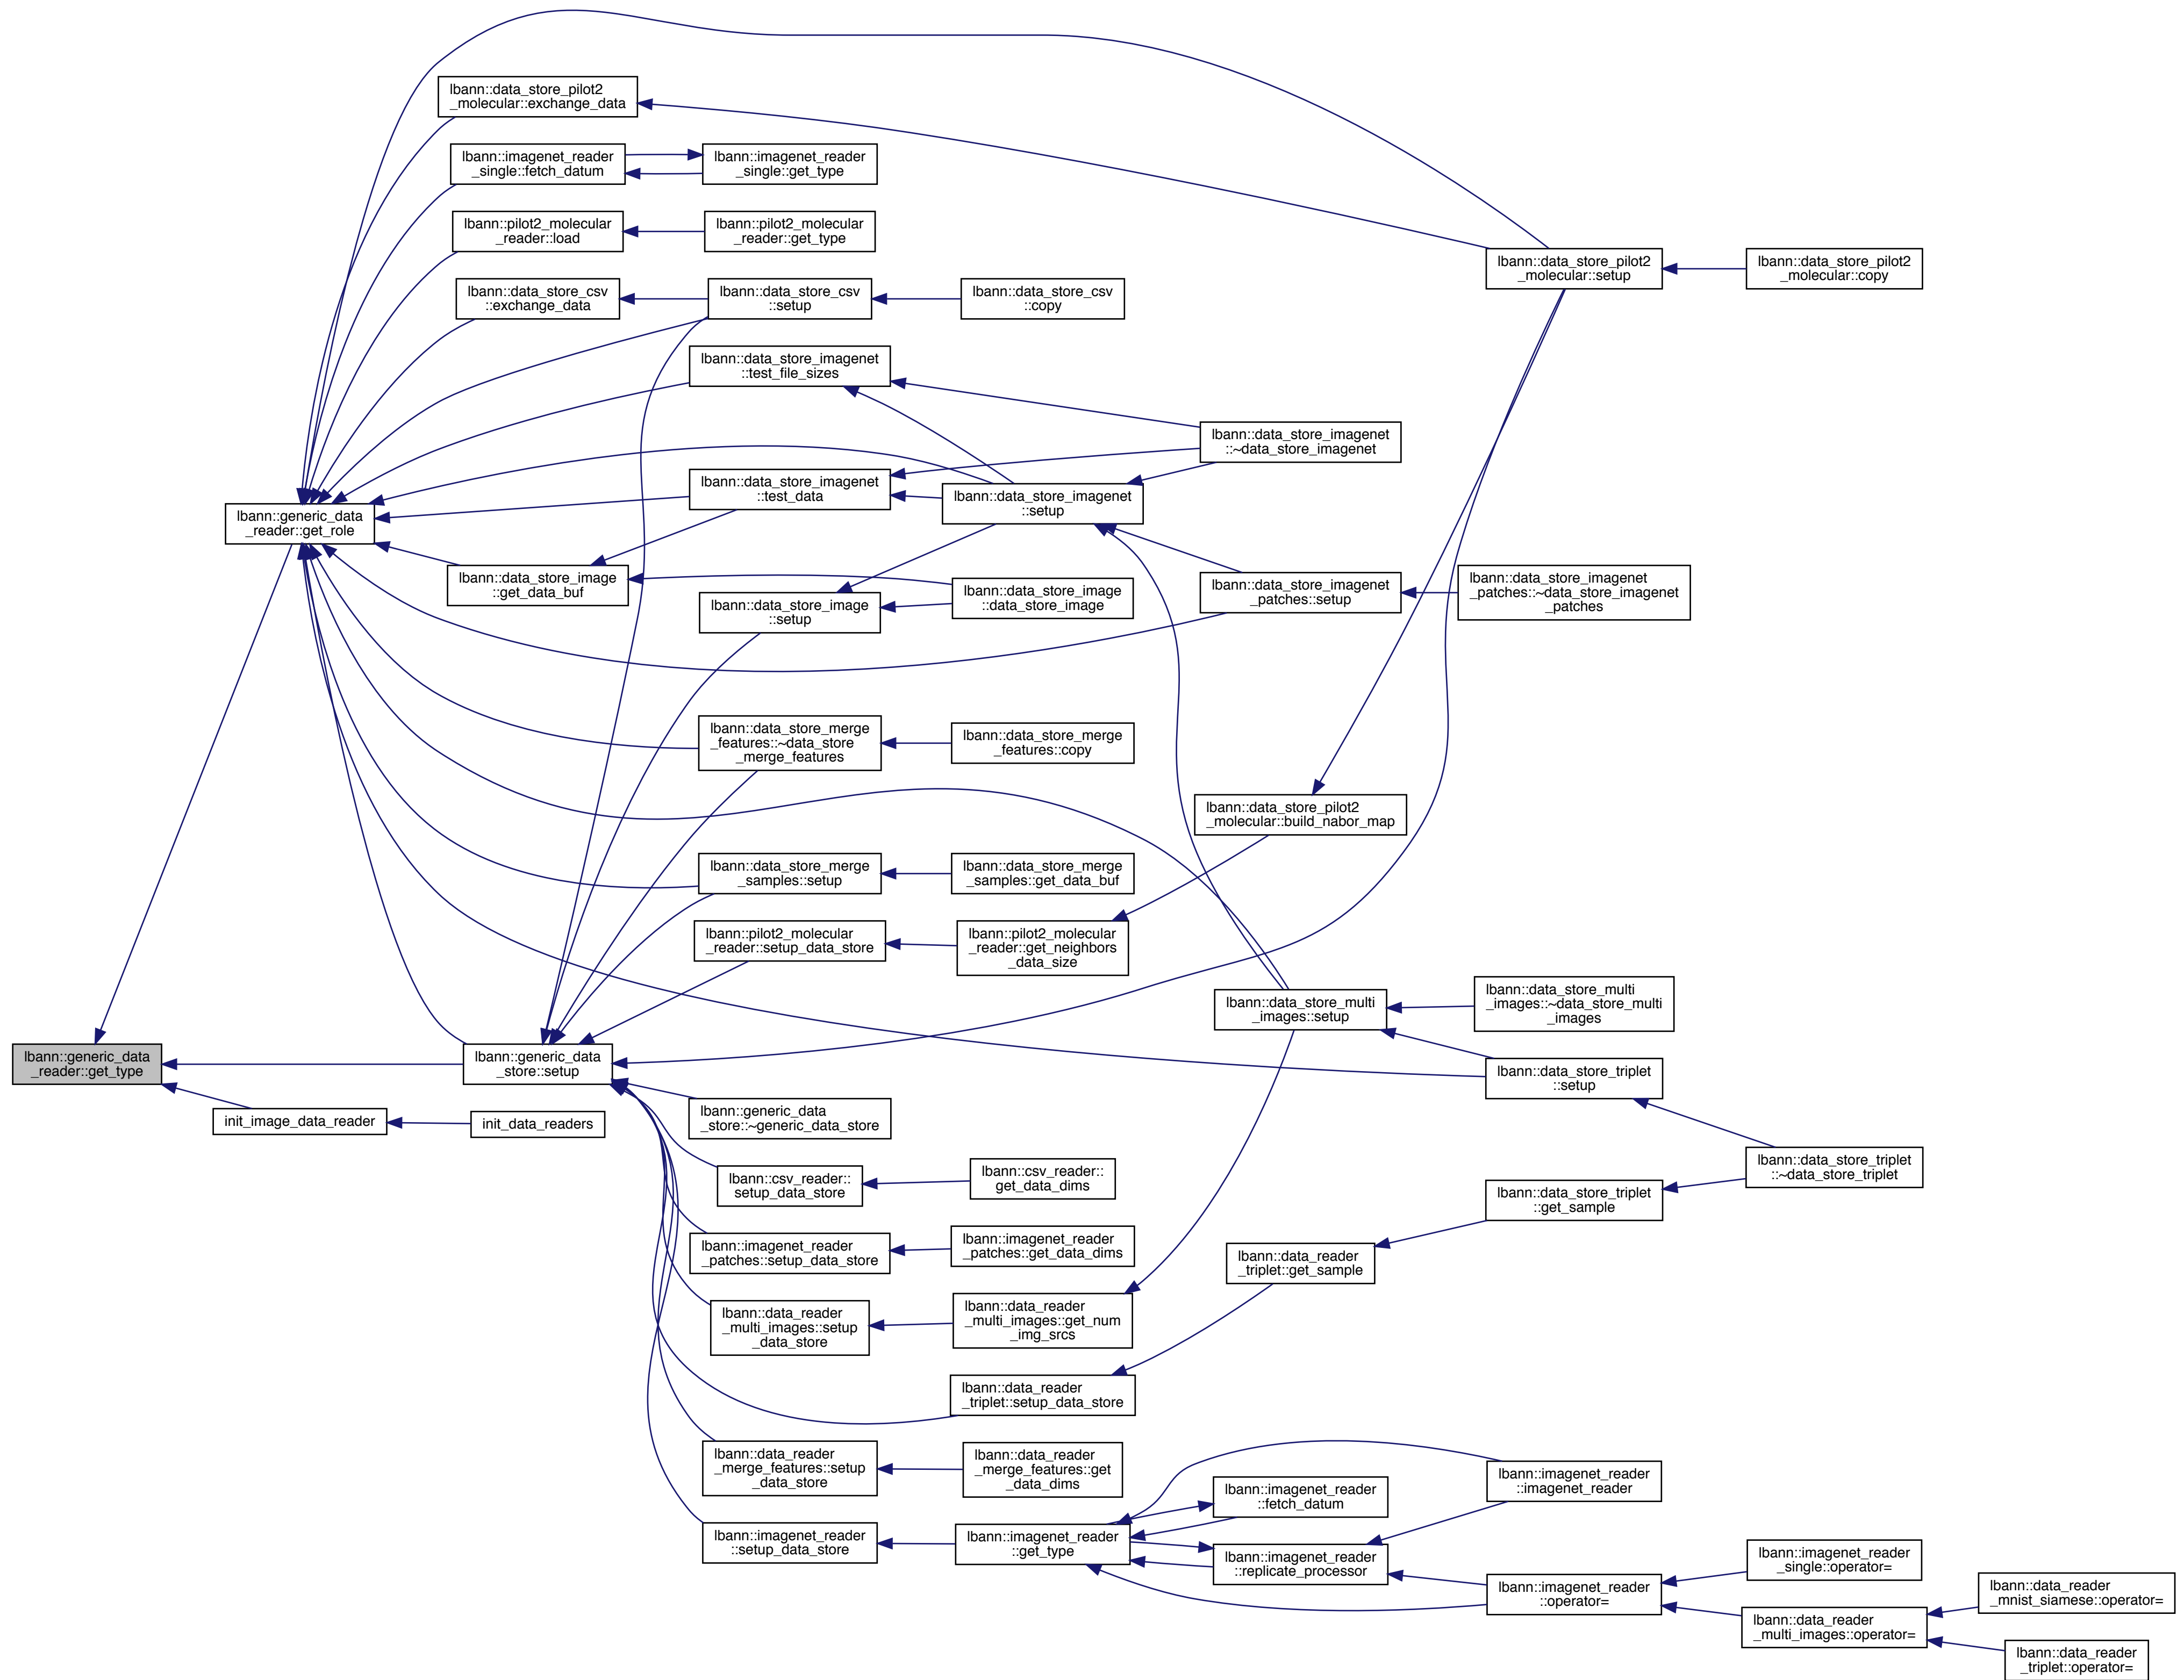 lbann::data_store_pilot2
_molecular::exchange_data
lbann::imagenet_reader
_single::fetch_datum
lbann::imagenet_reader
_single::get_type
lbann::pilot2_molecular
_reader::load
lbann::pilot2_molecular
_reader::get_type
lbann::data_store_pilot2
_molecular::setup
lbann::data_store_pilot2
_molecular::copy
lbann::data_store_csv
::exchange_data
lbann::data_store_csv
::setup
lbann::data_store_csv
::copy
lbann::data_store_imagenet
::test_file_sizes
lbann::data_store_imagenet
::~data_store_imagenet
lbann::data_store_imagenet
::test_data
lbann::data_store_imagenet
::setup
lbann::generic_data
_reader::get_role
lbann::data_store_image
::get_data_buf
lbann::data_store_image
::setup
lbann::data_store_image
::data_store_image
lbann::data_store_imagenet
_patches::setup
lbann::data_store_imagenet
_patches::~data_store_imagenet
_patches
lbann::data_store_merge
_features::~data_store
_merge_features
lbann::data_store_merge
_features::copy
lbann::data_store_pilot2
_molecular::build_nabor_map
lbann::data_store_merge
_samples::setup
lbann::data_store_merge
_samples::get_data_buf
lbann::pilot2_molecular
_reader::setup_data_store
lbann::pilot2_molecular
_reader::get_neighbors
_data_size
lbann::data_store_multi
_images::setup
lbann::data_store_multi
_images::~data_store_multi
_images
lbann::generic_data
_reader::get_type
lbann::generic_data
_store::setup
lbann::data_store_triplet
::setup
init_image_data_reader
init_data_readers
lbann::generic_data
_store::~generic_data_store
lbann::data_store_triplet
::~data_store_triplet
lbann::csv_reader::
setup_data_store
lbann::csv_reader::
get_data_dims
lbann::data_store_triplet
::get_sample
lbann::imagenet_reader
_patches::setup_data_store
lbann::imagenet_reader
_patches::get_data_dims
lbann::data_reader
_triplet::get_sample
lbann::data_reader
_multi_images::setup
_data_store
lbann::data_reader
_multi_images::get_num
_img_srcs
lbann::data_reader
_triplet::setup_data_store
lbann::data_reader
_merge_features::setup
_data_store
lbann::data_reader
_merge_features::get
_data_dims
lbann::imagenet_reader
::fetch_datum
lbann::imagenet_reader
::imagenet_reader
lbann::imagenet_reader
::setup_data_store
lbann::imagenet_reader
::get_type
lbann::imagenet_reader
::replicate_processor
lbann::imagenet_reader
::operator=
lbann::imagenet_reader
_single::operator=
lbann::data_reader
_multi_images::operator=
lbann::data_reader
_mnist_siamese::operator=
lbann::data_reader
_triplet::operator=